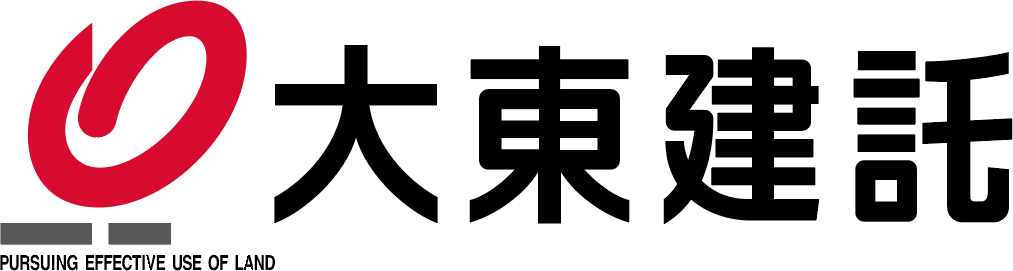 大東建託
PURSUING EFFECTIVE USE OF LAND